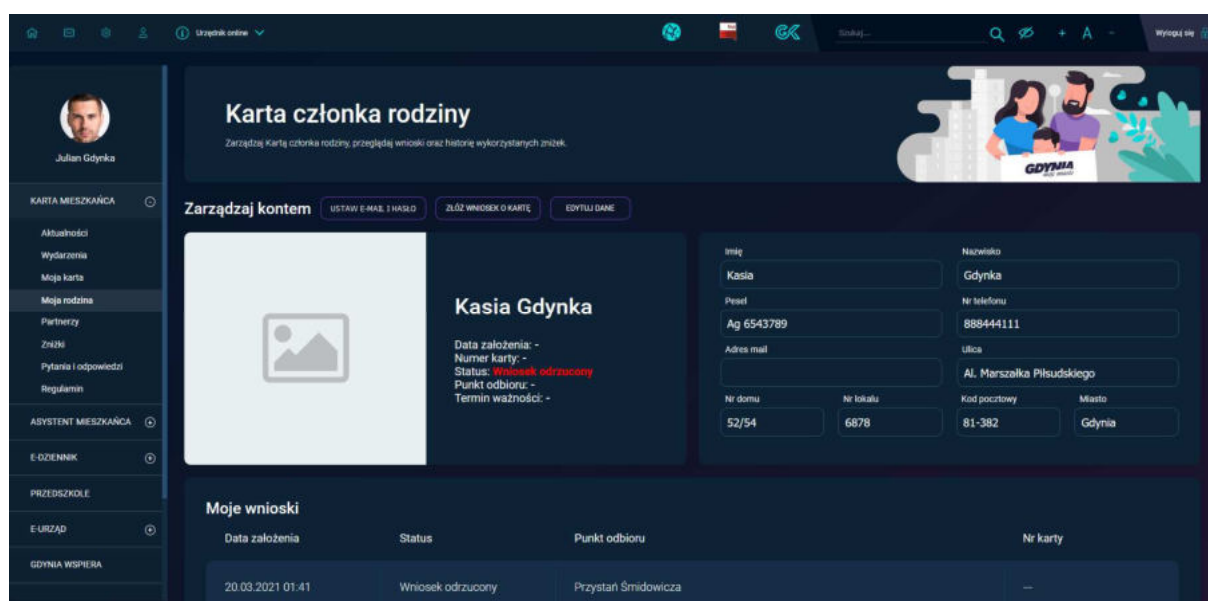 Urzędnik online
GK
Szukaj...
+ A -
Wyloguj się
Julian Gdynka
KARTA MIESZKAŃCA
Aktualności
Wydarzenia
Moja karta
Moja rodzina
Partnerzy
Zniżki
Pytania i odpowiedzi
Regulamin
ASYSTENT MIESZKAŃCA
E-DZIENNIK
PRZEDSZKOLE
E-URZĄD
GDYNIA WSPIERA
Karta członka rodziny
Zarządzaj Kartą członka rodziny, przeglądaj wnioski oraz historię wykorzystanych zniżek.
GDYNIA
moje miasto
Zarządzaj kontem
USTAW E-MAIL I HASŁO
ZŁÓŻ WNIOSEK O KARTĘ
EDYTUJ DANE
Kasia Gdynka
Data założenia: -
Numer karty: -
Status: Wniosek odrzucony
Punkt odbioru: -
Termin ważności: -
Imię Nazwisko
Kasia Gdynka
Pesel Nr telefonu
Ag 6543789 888444111
Adres mail Ulica
Al. Marszałka Piłsudskiego
Nr domu Nr lokalu Kod pocztowy Miasto
52/54 6878 81-382 Gdynia
Moje wnioski
Data założenia Status Punkt odbioru Nr karty
20.03.2021 01:41 Wniosek odrzucony Przystań Śmidowicza ---